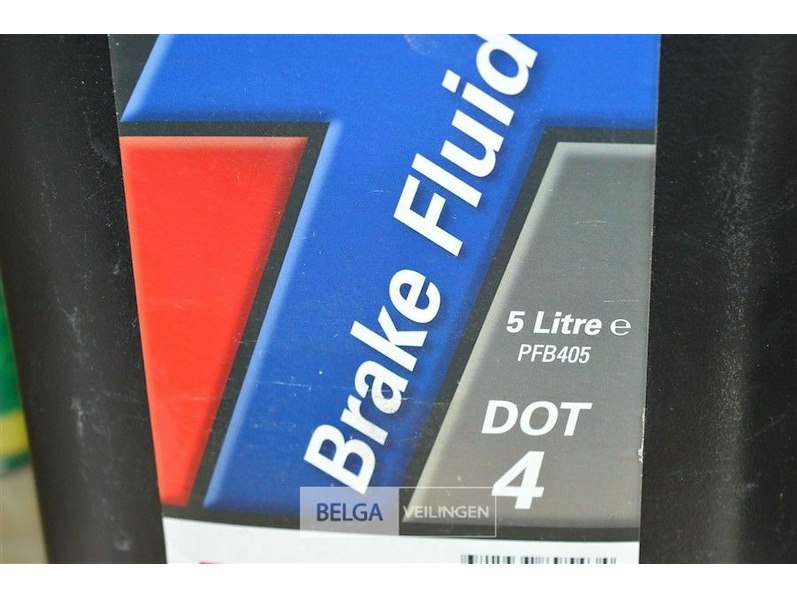 Brake Fluid
5 Litre ℮
PFB405
DOT
4
BELGA VEILINGEN